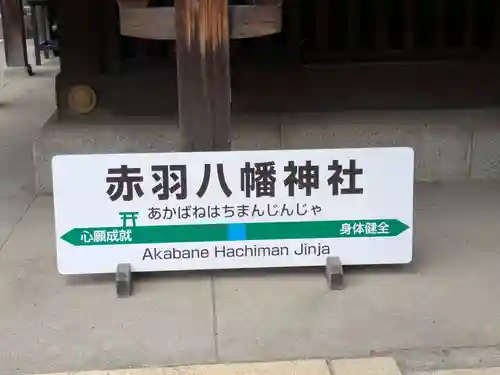 赤羽八幡神社
あかばねはちまんじんじゃ
心願成就 身体健全
Akabane Hachiman Jinja